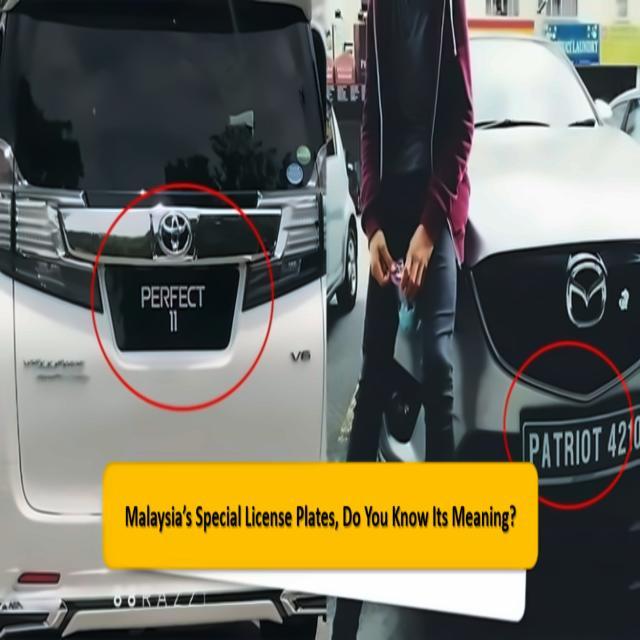 PERFECT
11
V6
PATRIOT 4210
Malaysia's Special License Plates, Do You Know Its Meaning?